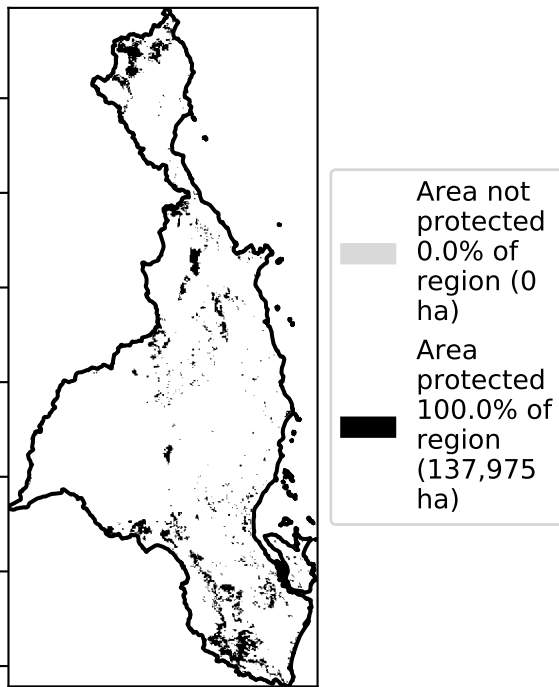 Area not
protected
0.0% of
region (0
ha)
Area
protected
100.0% of
region
(137,975
ha)